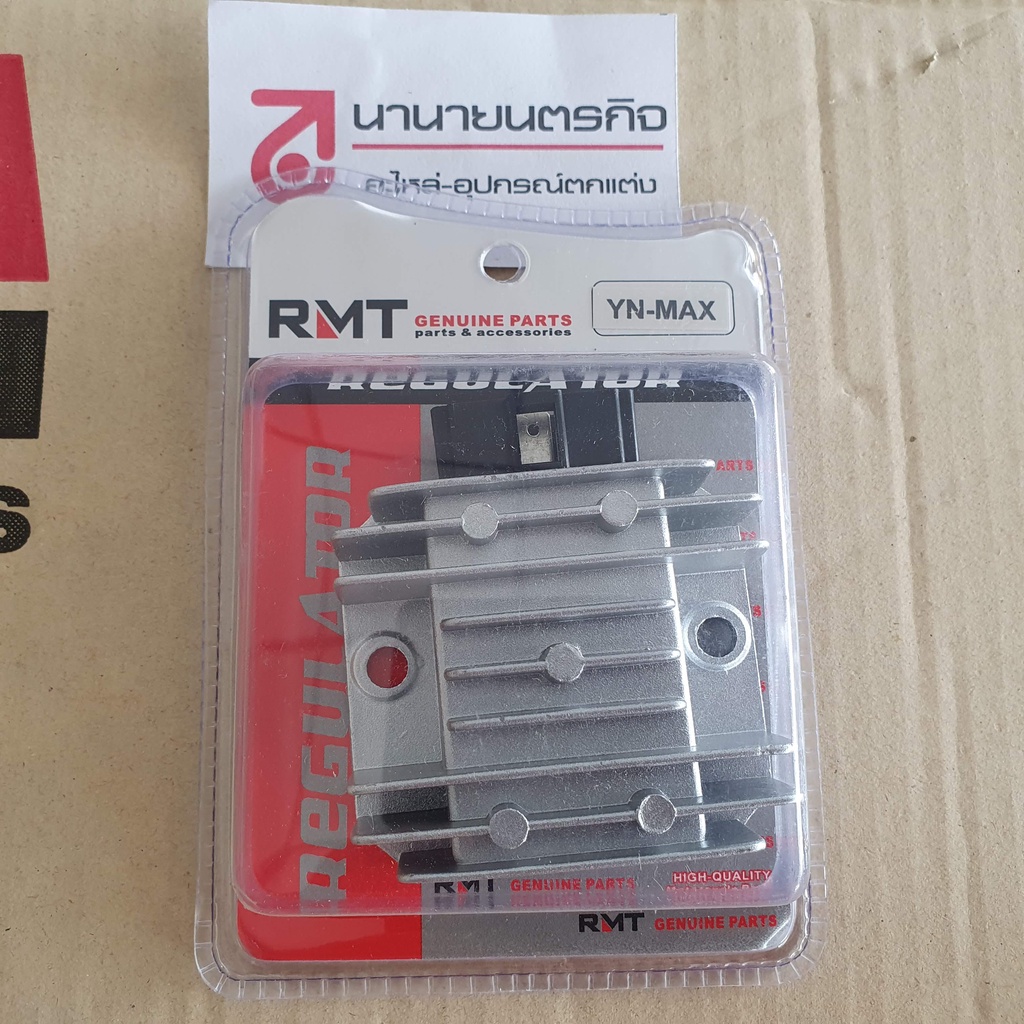 นานายนตรกิจ
อะไหล่-อุปกรณ์ตกแต่ง
RMT GENUINE PARTS
parts & accessories
YN-MAX
REGULATOR
REGULATOR
ARTS
HIGH-QUALITY
RMT GENUINE PARTS
RMT GENUINE PARTS
S